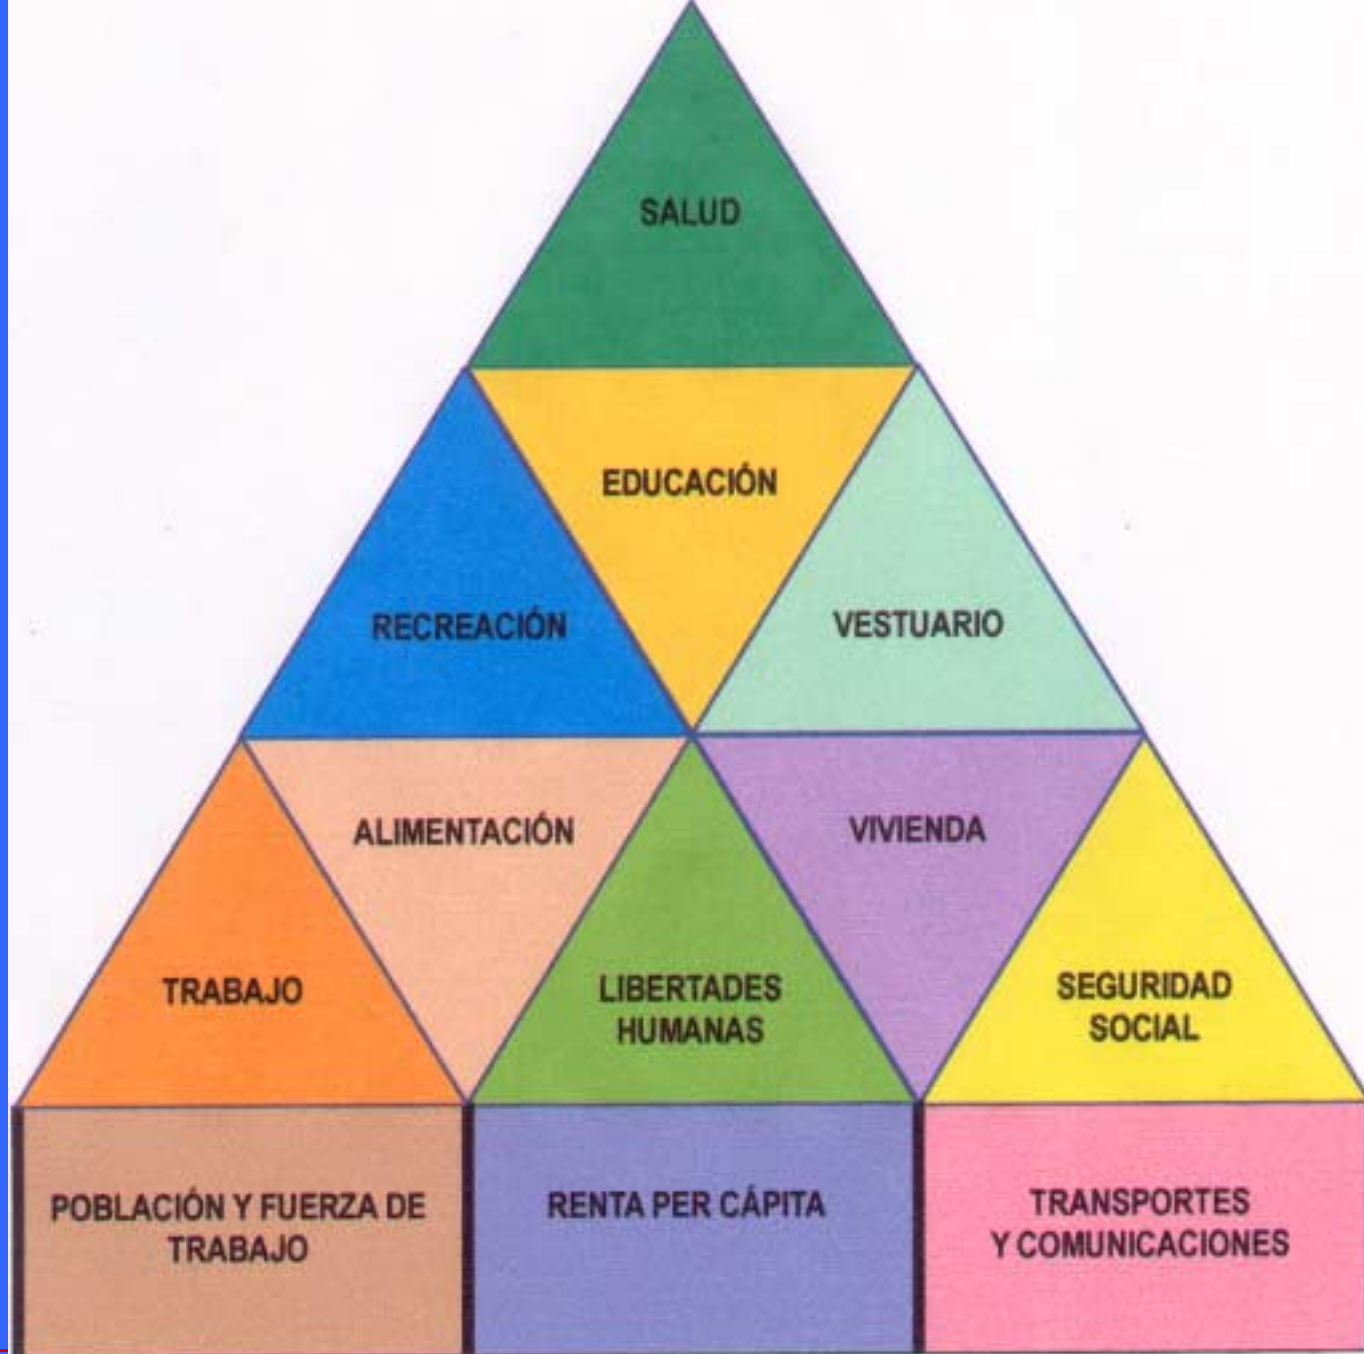 SALUD
EDUCACIÓN
RECREACIÓN
VESTUARIO
ALIMENTACIÓN
VIVIENDA
TRABAJO
LIBERTADES
HUMANAS
SEGURIDAD
SOCIAL
POBLACIÓN Y FUERZA DE
TRABAJO
RENTA PER CÁPITA
TRANSPORTES
Y COMUNICACIONES